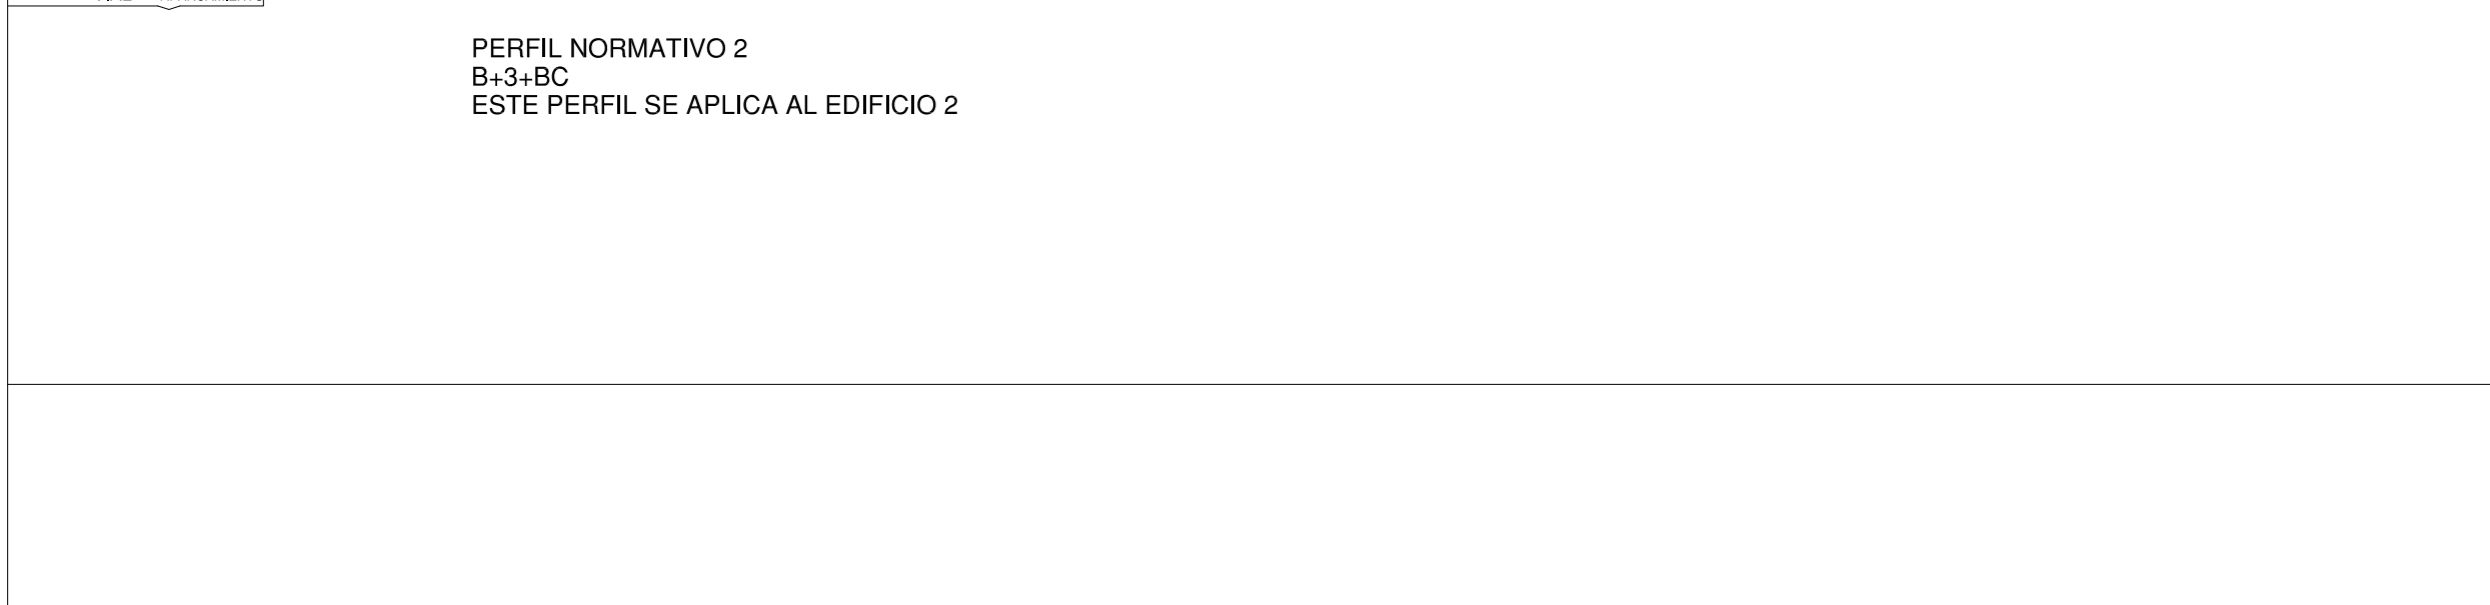 PERFIL NORMATIVO 2
B+3+BC
ESTE PERFIL SE APLICA AL EDIFICIO 2